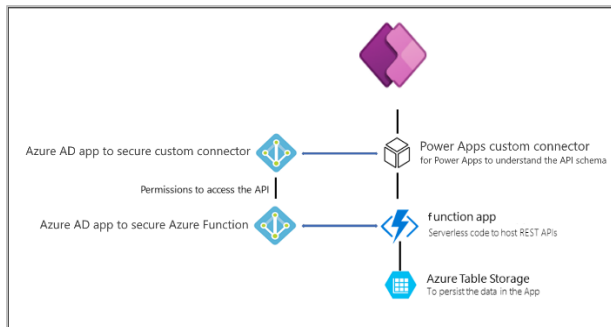 Azure AD app to secure custom connector
Power Apps custom connector
for Power Apps to understand the API schema
Permissions to access the API
Azure AD app to secure Azure Function
function app
Serverless code to host REST APIs
Azure Table Storage
To persist the data in the App